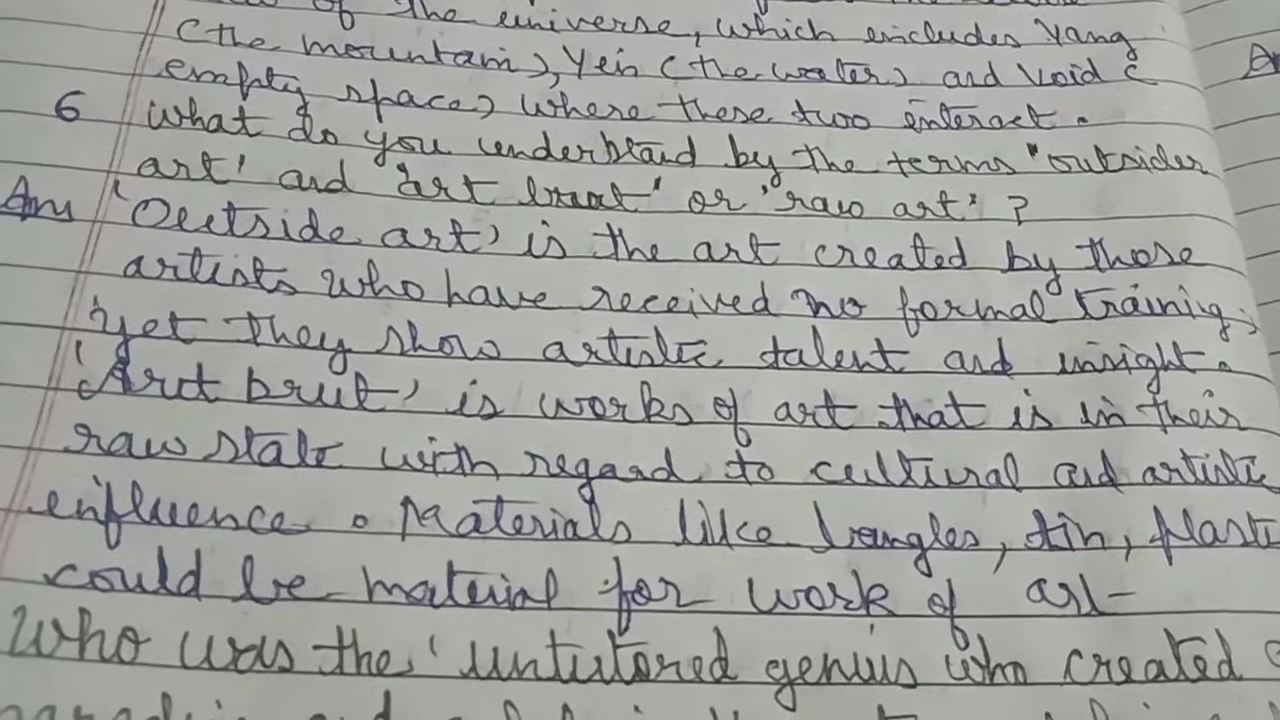 of the universe, which includes Yang
(the mountain), Yein (the water) and void (
empty space) where these two interact.
6 What do you understand by the terms "outsider
art' and 'art brut' or 'raw art'?
Ans 'Outside art' is the art created by those
artists who have received no formal training,
yet they show artistic talent and insight.
'Art brut' is works of art that is in their
raw state with regard to cultural and artistic
influence. Materials like bangles, tin, plasti
could be material for work of art
Who was the 'untutored genius who created